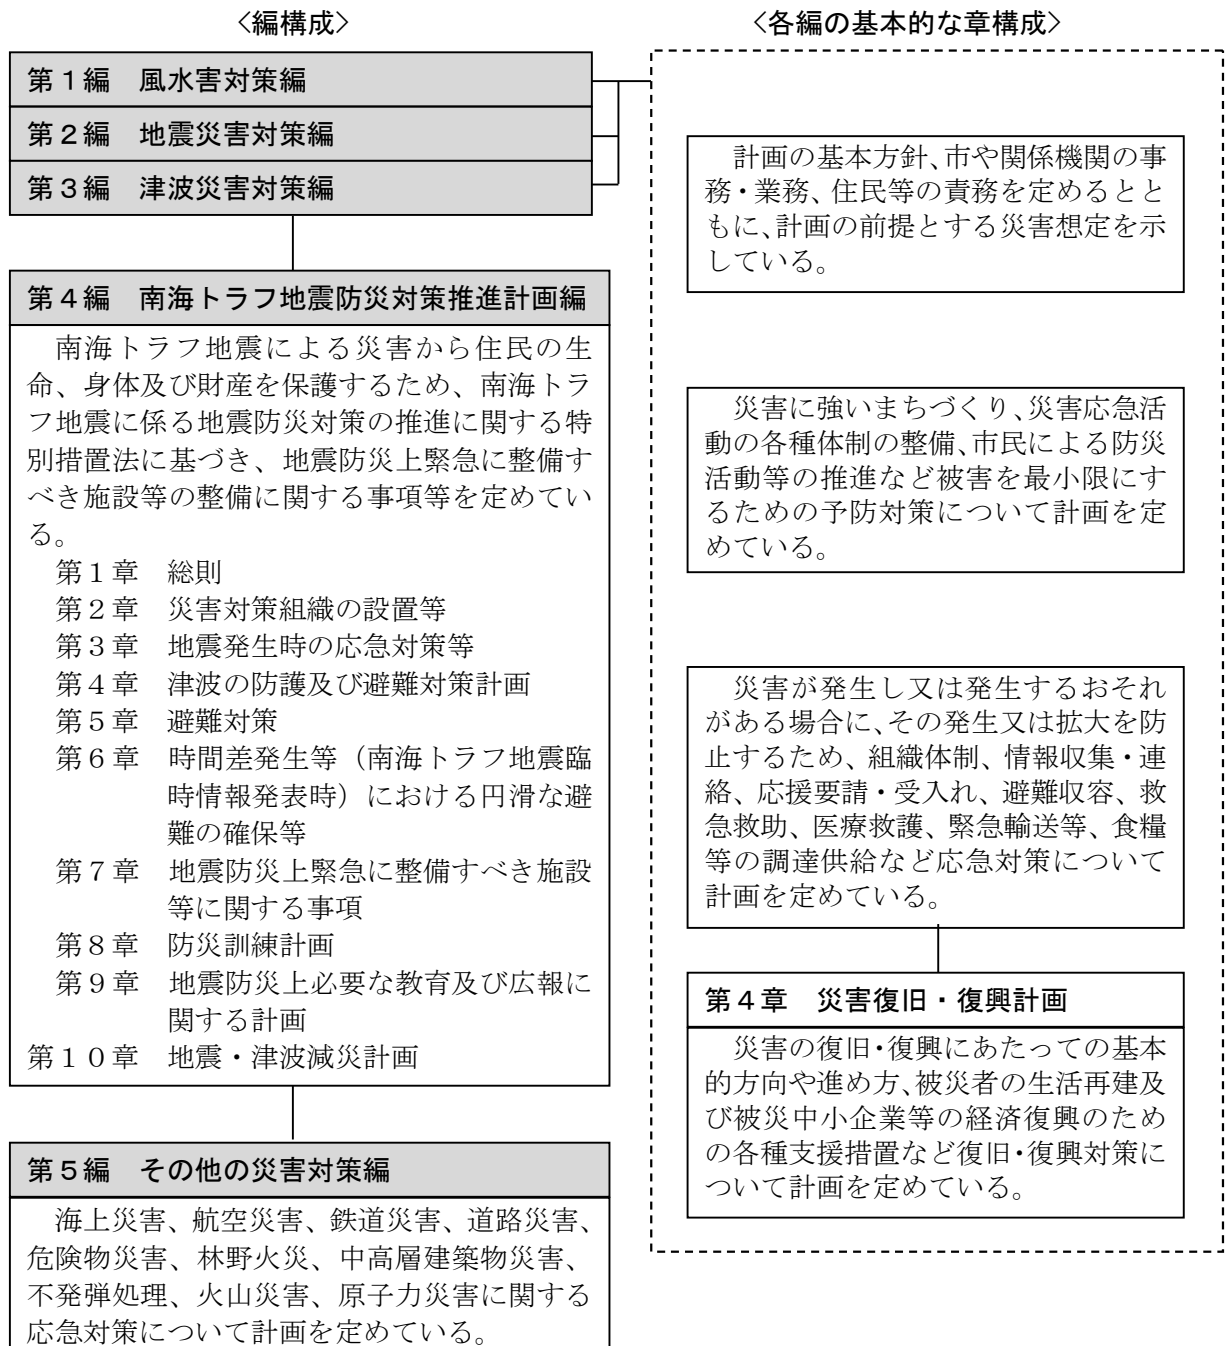 <編構成>
第1編 風水害対策編
第2編 地震災害対策編
第3編 津波災害対策編
第4編 南海トラフ地震防災対策推進計画編
南海トラフ地震による災害から住民の生
命、身体及び財産を保護するため、南海トラ
フ地震に係る地震防災対策の推進に関する特
別措置法に基づき、地震防災上緊急に整備す
べき施設等の整備に関する事項等を定めてい
る。
第1章 総則
第2章 災害対策組織の設置等
第3章 地震発生時の応急対策等
第4章 津波の防護及び避難対策計画
第5章 避難対策
第6章 時間差発生等（南海トラフ地震臨
時情報発表時）における円滑な避
難の確保等
第7章 地震防災上緊急に整備すべき施設
等に関する事項
第8章 防災訓練計画
第9章 地震防災上必要な教育及び広報に
関する計画
第10章 地震・津波減災計画
第5編 その他の災害対策編
海上災害、航空災害、鉄道災害、道路災害、
危険物災害、林野火災、中高層建築物災害、
不発弾処理、火山災害、原子力災害に関する
応急対策について計画を定めている。
<各編の基本的な章構成>
計画の基本方針、市や関係機関の事
務・業務、住民等の責務を定めるとと
もに、計画の前提とする災害想定を示
している。
災害に強いまちづくり、災害応急活
動の各種体制の整備、市民による防災
活動等の推進など被害を最小限にす
るための予防対策について計画を定
めている。
災害が発生し又は発生するおそれ
がある場合に、その発生又は拡大を防
止するため、組織体制、情報収集・連
絡、応援要請・受入れ、避難収容、救
急救助、医療救護、緊急輸送等、食糧
等の調達供給など応急対策について
計画を定めている。
第4章 災害復旧・復興計画
災害の復旧・復興にあたっての基本
的方向や進め方、被災者の生活再建及
び被災中小企業等の経済復興のため
の各種支援措置など復旧・復興対策に
ついて計画を定めている。